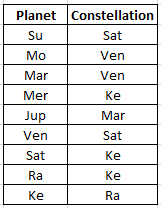 Planet Constellation
Su Sat
Mo Ven
Mar Ven
Mer Ke
Jup Mar
Ven Sat
Sat Ke
Ra Ke
Ke Ra